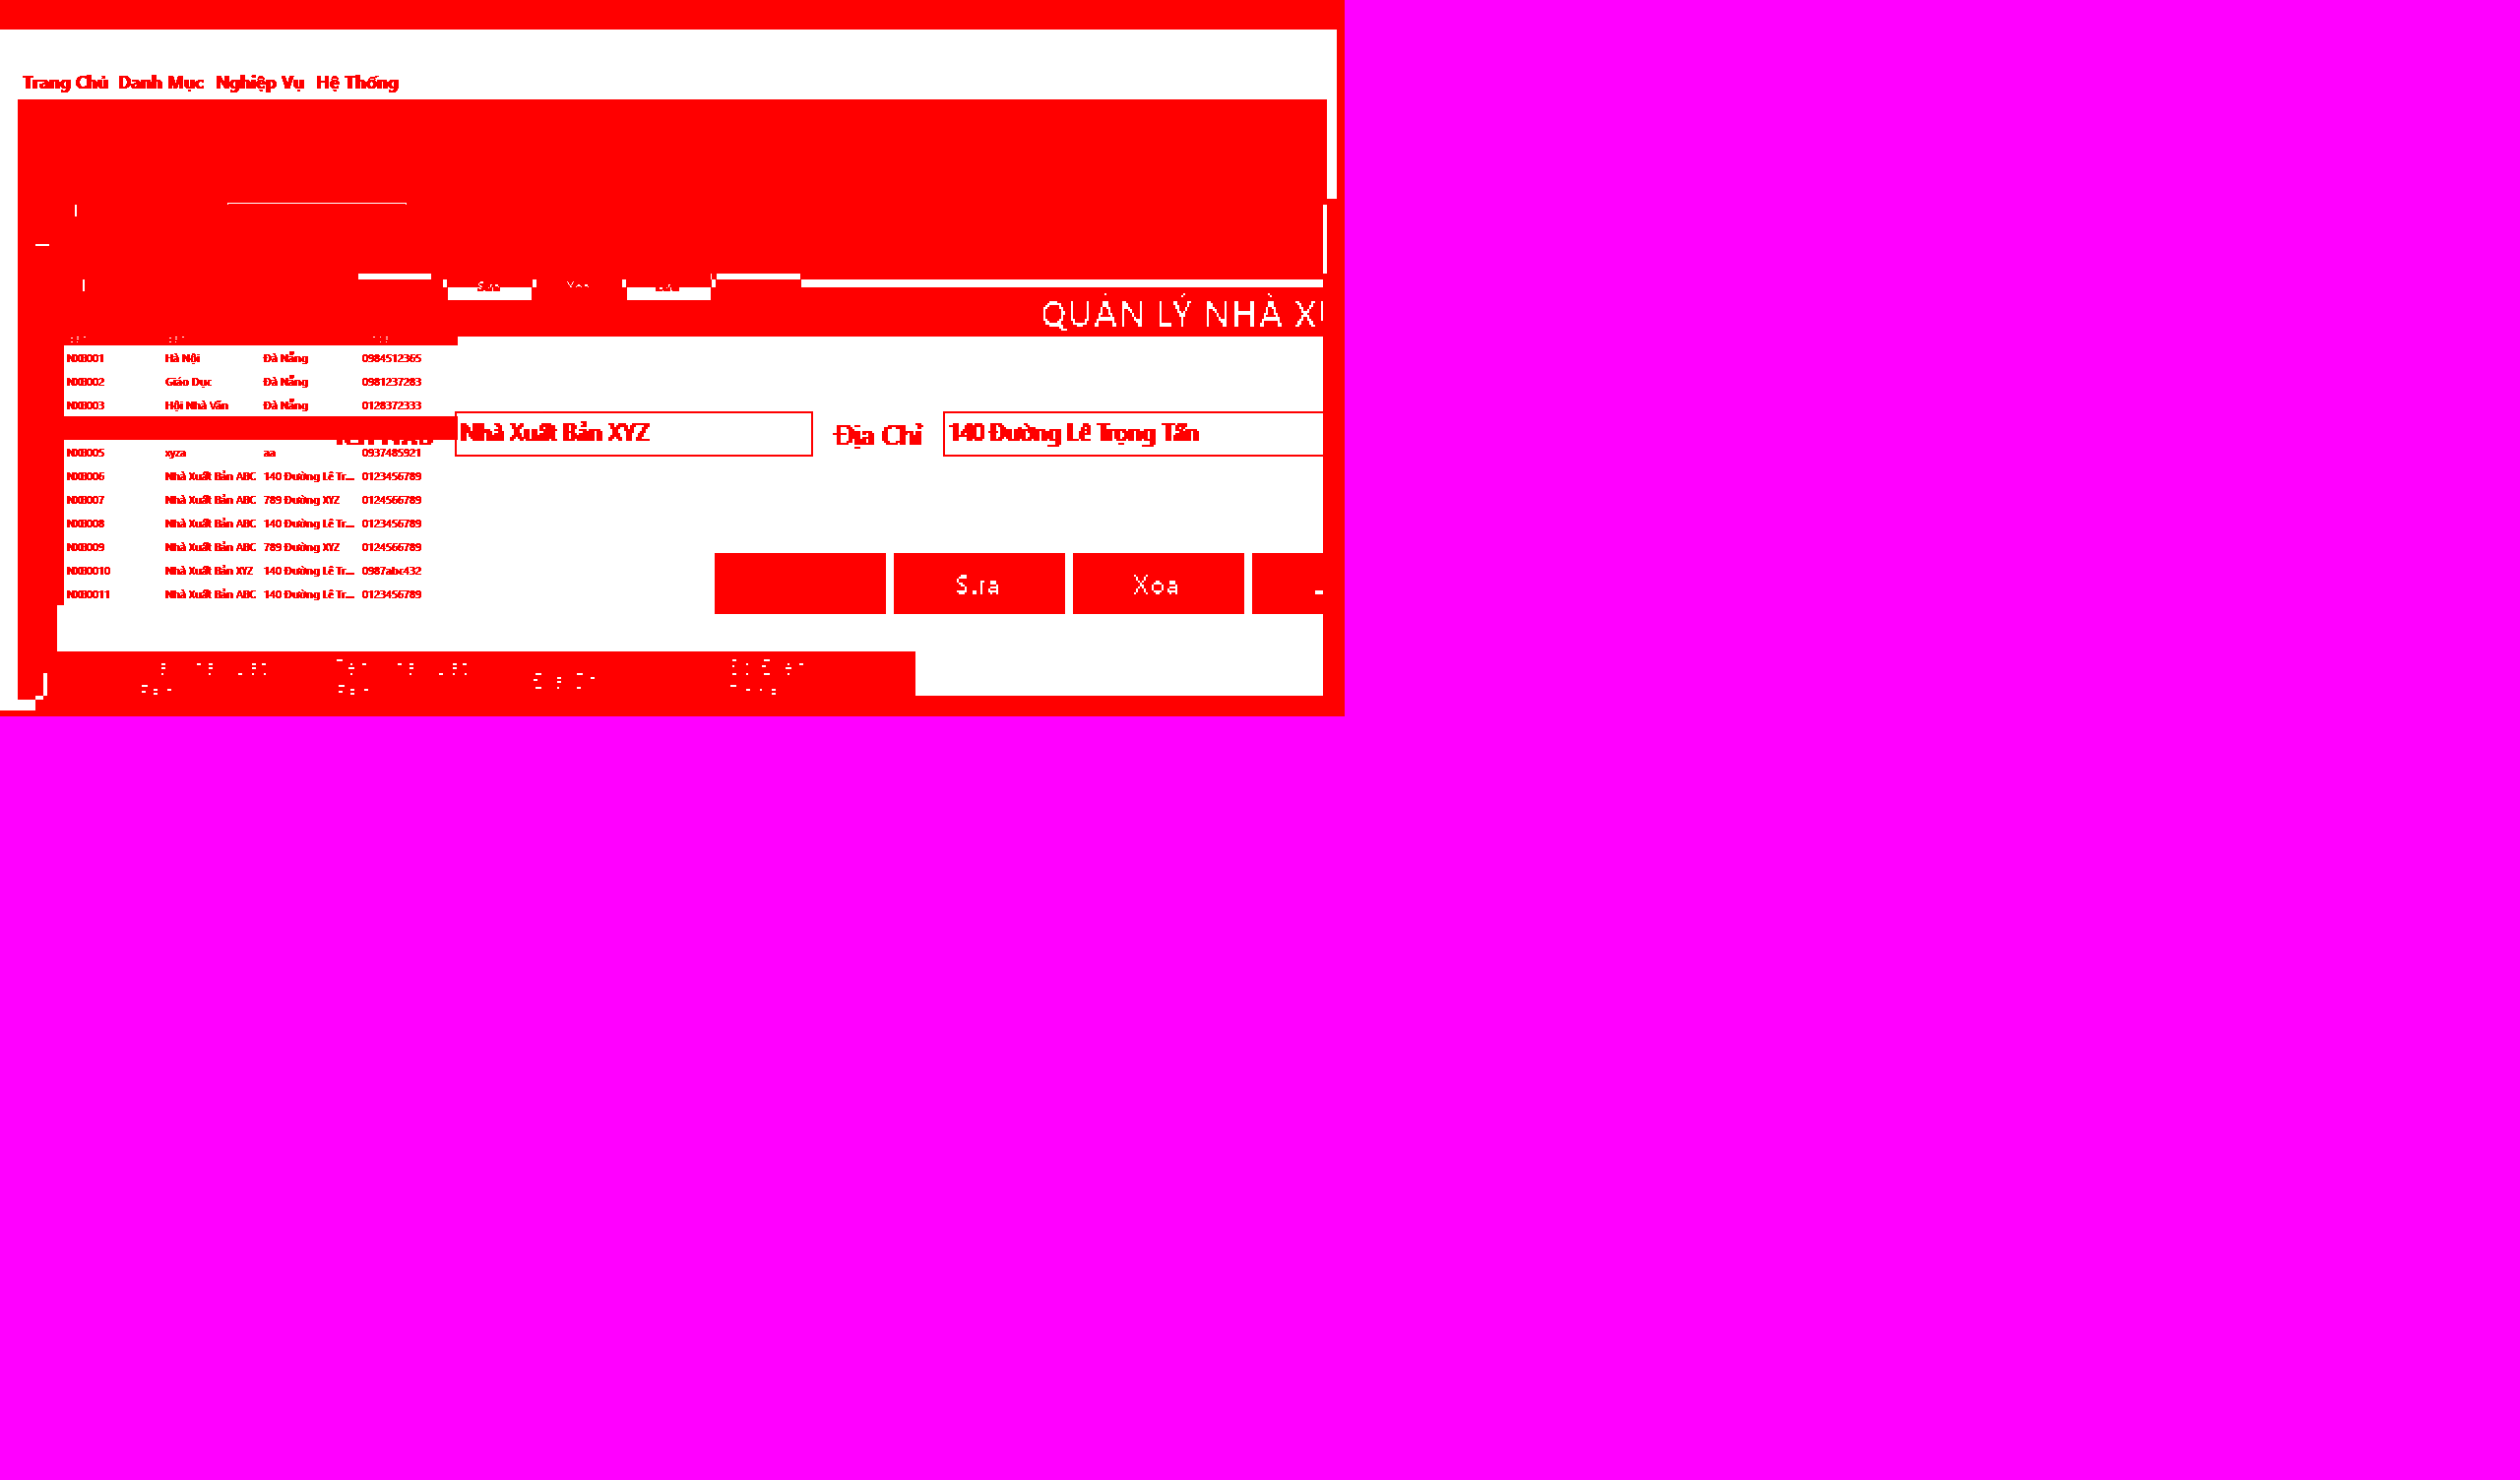 Trang Chủ Danh Mục Nghiệp Vụ Hệ Thống
Xoa
QUẢN LÝ NHÀ
NXB001 Hà Nội Đà Nẵng 0984512365
NXB002 Giáo Dục Đà Nẵng 0981237283
NXB003 Hội Nhà Văn Đà Nẵng 0128372333
Nhà Xuất Bản XYZ Địa Chỉ 140 Đường Lê Trọng Tấn
NXB005 xyza aa 0937485921
NXB006 Nhà Xuất Bản ABC 140 Đường Lê Tr... 0123456789
NXB007 Nhà Xuất Bản ABC 789 Đường XYZ 0124566789
NXB008 Nhà Xuất Bản ABC 140 Đường Lê Tr... 0123456789
NXB009 Nhà Xuất Bản ABC 789 Đường XYZ 0124566789
NXB0010 Nhà Xuất Bản XYZ 140 Đường Lê Tr... 0987abc432
Xoa
NXB0011 Nhà Xuất Bản ABC 140 Đường Lê Tr... 0123456789